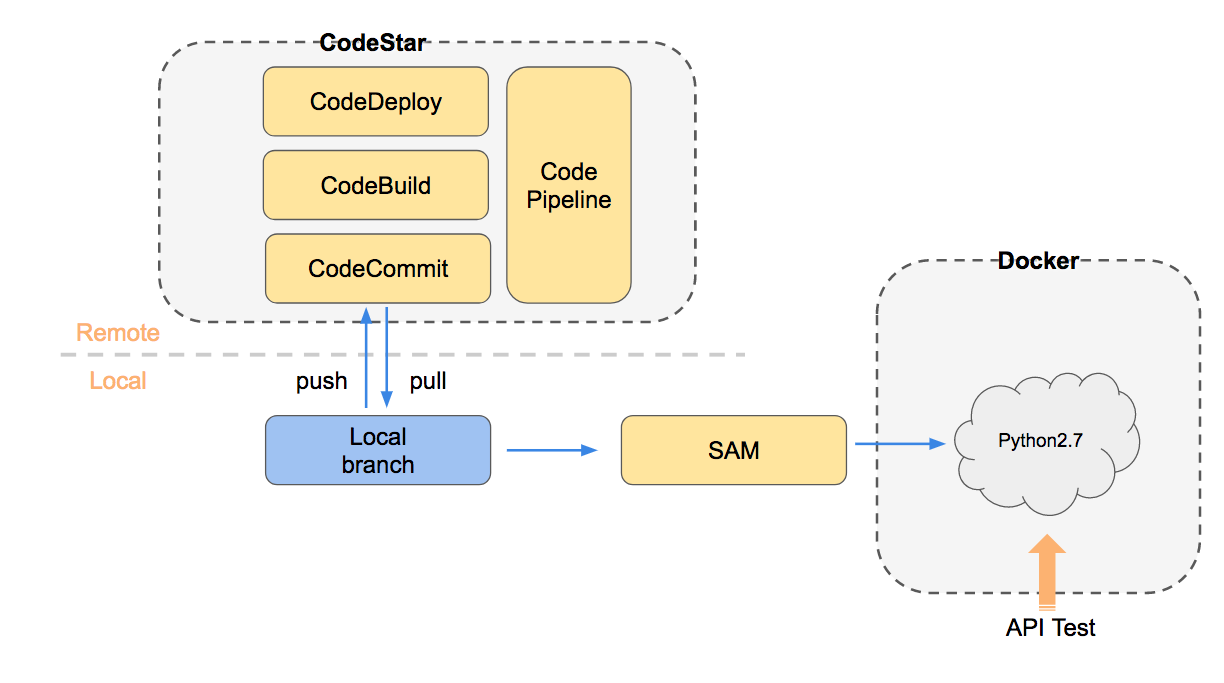 CodeStar
CodeDeploy
CodeBuild
CodeCommit
Code
Pipeline
Remote
Local
push
pull
Local
branch
SAM
Docker
Python2.7
API Test